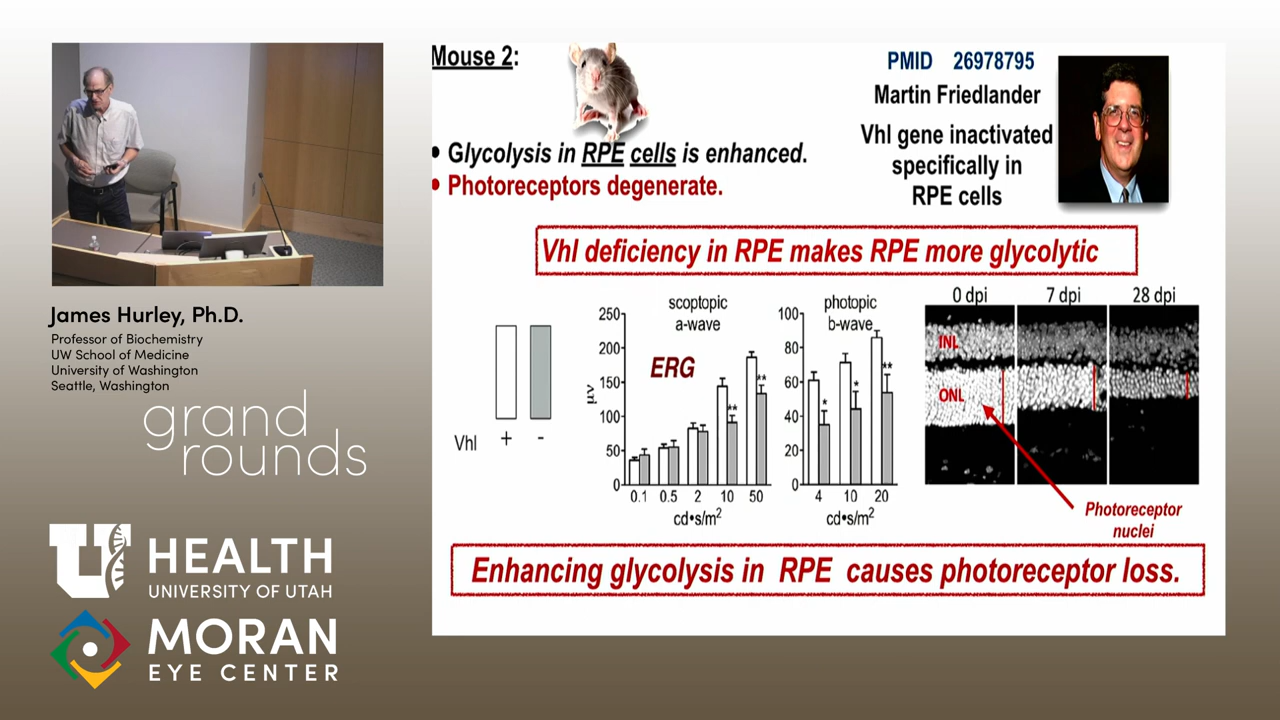 James Hurley, Ph.D.
Professor of Biochemistry
UW School of Medicine
University of Washington
Seattle, Washington
grand
rounds
U
HEALTH
UNIVERSITY OF UTAH
MORAN
EYE CENTER
Mouse 2:
• Glycolysis in RPE cells is enhanced.
• Photoreceptors degenerate.
PMID 26978795
Martin Friedlander
Vhl gene inactivated
specifically in
RPE cells
Vhl deficiency in RPE makes RPE more glycolytic
Vhl + -
scoptopic
a-wave
ERG
μv
250
200
150
100
50
0
** **
0.1 0.5 2 10 50
cd•s/m²
photopic
b-wave
100
80
60
40
20
0
* * **
4 10 20
cd•s/m²
0 dpi 7 dpi 28 dpi
INL
ONL
Photoreceptor
nuclei
Enhancing glycolysis in RPE causes photoreceptor loss.